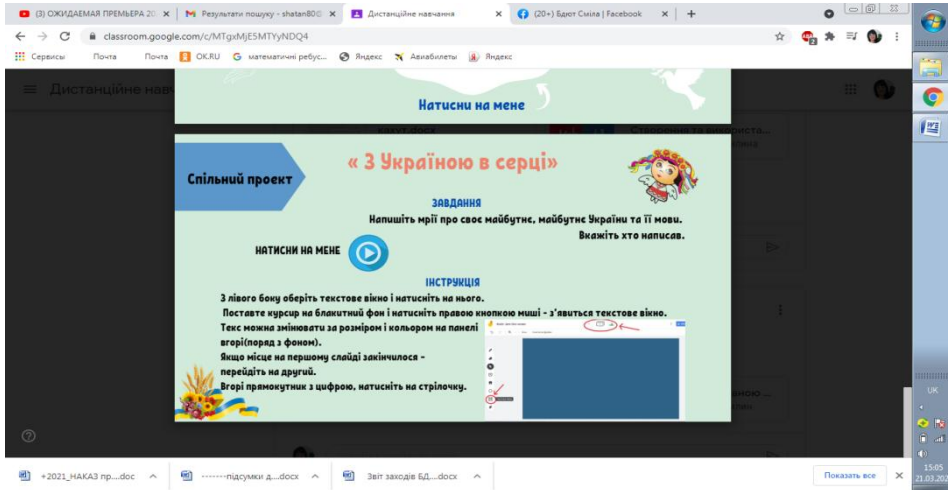 (3) ОЖИДАЕМАЯ ПРЕМЬЕРА 20
Результати пошуку - shatan80
Дистанційне навчання
(20+) Бдют Сміла | Facebook
classroom.google.com/c/MTgxMjE5MTYyNDQ4
Сервисы Почта Почта OK.RU математичні ребус... Яндекс Авиабилеты Яндекс
Дистанційне нав
Натисни на мене
Спільний проект
« З Україною в серці»
ЗАВДАННЯ
Напишіть мрії про своє майбутнє, майбутнє України та її мови.
Вкажіть хто написав.
НАТИСНИ НА МЕНЕ
ІНСТРУКЦІЯ
З лівого боку оберіть текстове вікно і натисніть на нього.
Поставте курсир на блакитний фон і натисніть правою кнопкою миші - з'явиться текстове вікно.
Текс можна змінювати за розміром і кольором на панелі
вгорі(поряд з фоном).
Якщо місце на першому слайді закінчилося -
перейдіть на другий.
Вгорі прямокутник з цифрою, натисніть на стрілочку.
UK
15:05
+2021_НАКАЗ пр....doc
-------підсумки д....docx
Звіт заходів БД....docx
Показать все